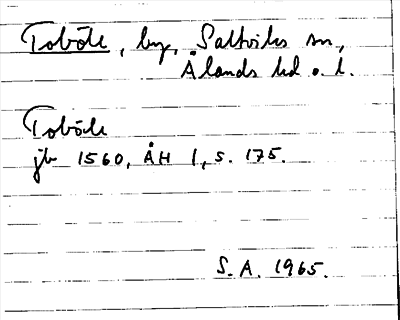 Toböle, by, Saltviks sn,
Ålands hd o. l.
Toböle
jb 1560, ÅH 1, s. 175.
S. A. 1965.